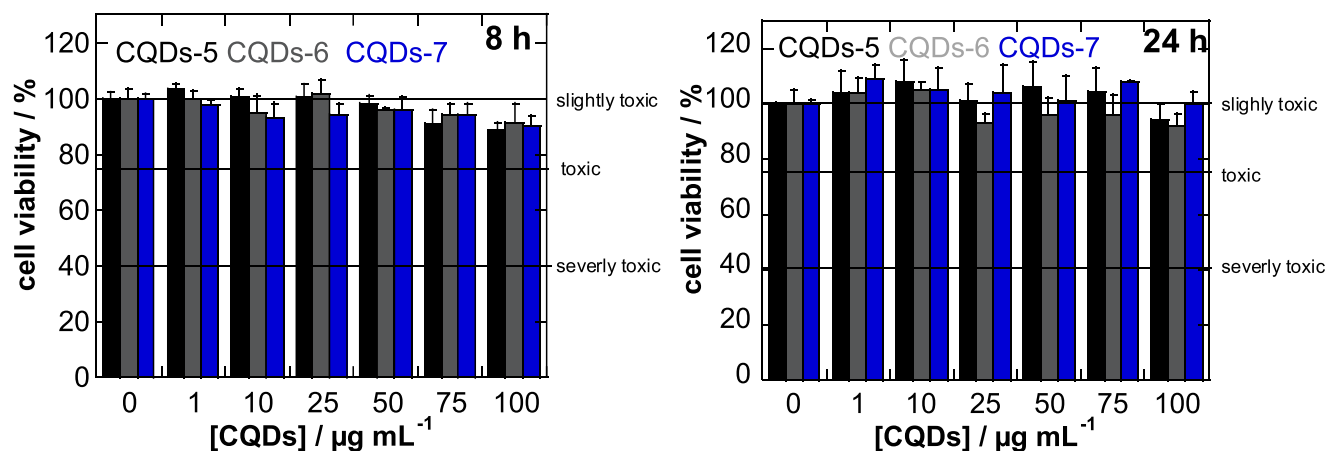 8 h
CQDs-5 CQDs-6 CQDs-7
120
100
80
60
40
20
0
cell viability / %
slightly toxic
toxic
severly toxic
0 1 10 25 50 75 100
[CQDs] / µg mL⁻¹
24 h
CQDs-5 CQDs-6 CQDs-7
120
100
80
60
40
20
0
cell viability / %
slighly toxic
toxic
severly toxic
0 1 10 25 50 75 100
[CQDs] / µg mL⁻¹